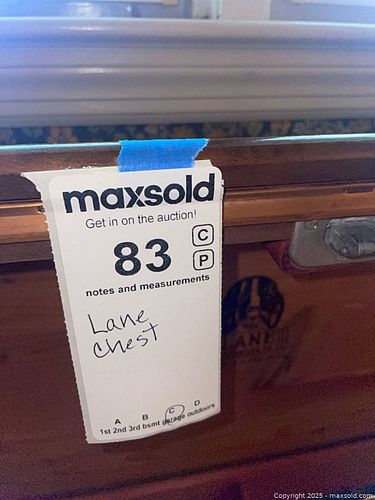 maxsold
Get in on the auction!
83
C
P
notes and measurements
Lane
chest
A B C D
1st 2nd 3rd bsmt garage outdoors
LANE
Copyright 2025 - maxsold.com